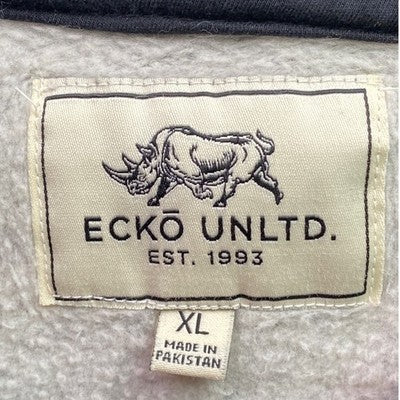 ECKŌ UNLTD.
EST. 1993
XL
MADE IN
PAKISTAN